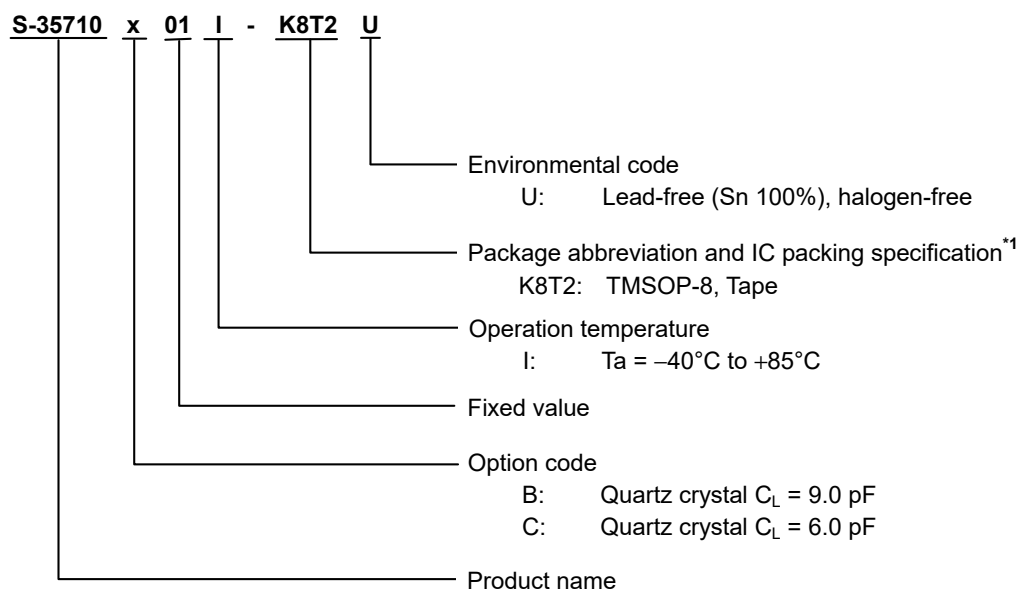 S-35710 x 01 I - K8T2 U
Environmental code
U: Lead-free (Sn 100%), halogen-free
Package abbreviation and IC packing specification*1
K8T2: TMSOP-8, Tape
Operation temperature
I: Ta = −40°C to +85°C
Fixed value
Option code
B: Quartz crystal CL = 9.0 pF
C: Quartz crystal CL = 6.0 pF
Product name